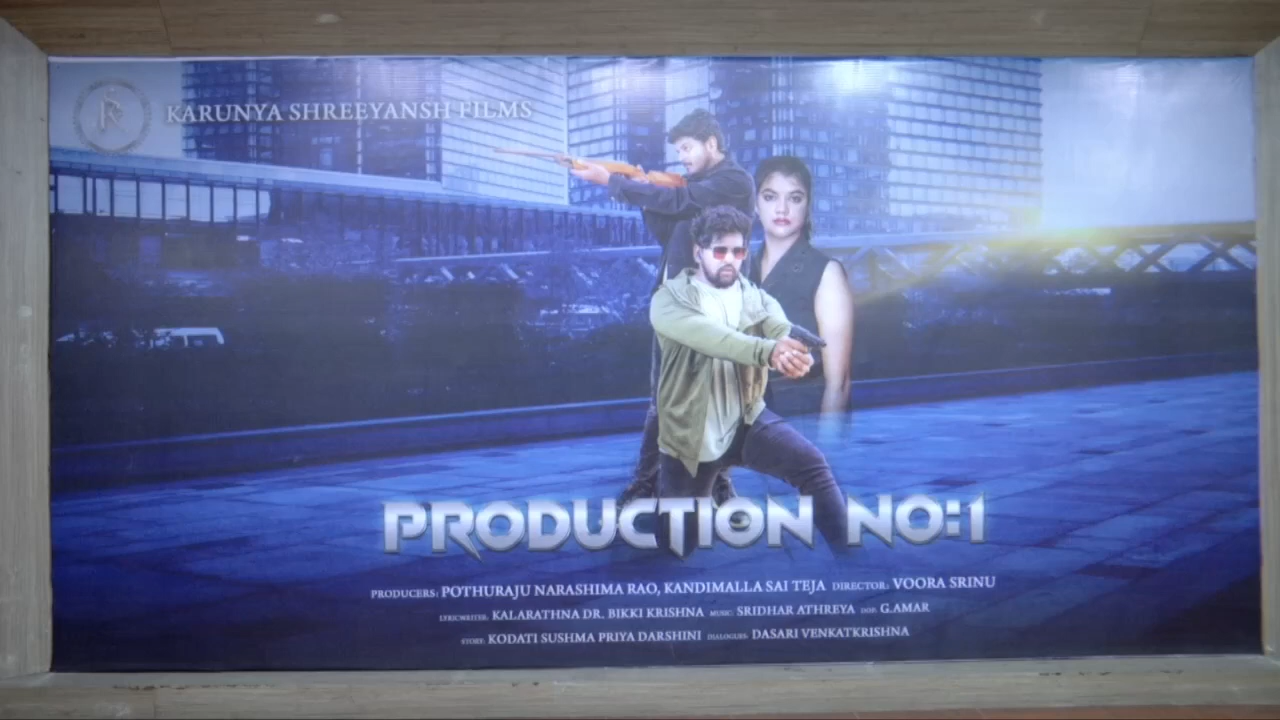 KARUNYA SHREEYANSH FILMS
PRODUCTION NO:1
PRODUCERS: POTHURAJU NARASHIMA RAO, KANDIMALLA SAI TEJA DIRECTOR: VOORA SRINU
LYRICWRITER: KALARATHNA DR. BIKKI KRISHNA MUSIC: SRIDHAR ATHREYA DOP: G.AMAR
STORY: KODATI SUSHMA PRIYA DARSHINI DIALOGUES: DASARI VENKATKRISHNA